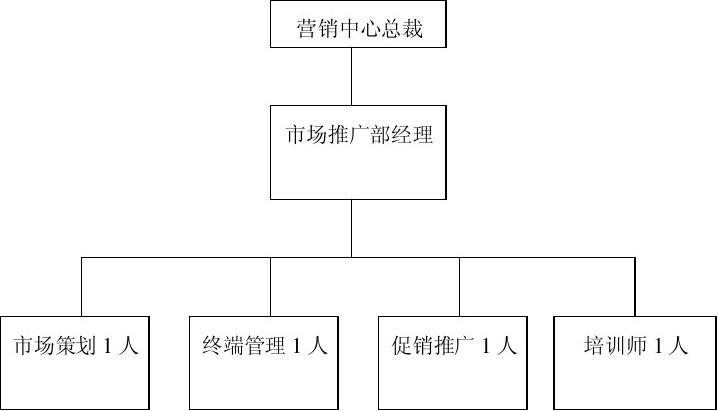 营销中心总裁
市场推广部经理
市场策划 1 人
终端管理 1 人
促销推广 1 人
培训师 1 人